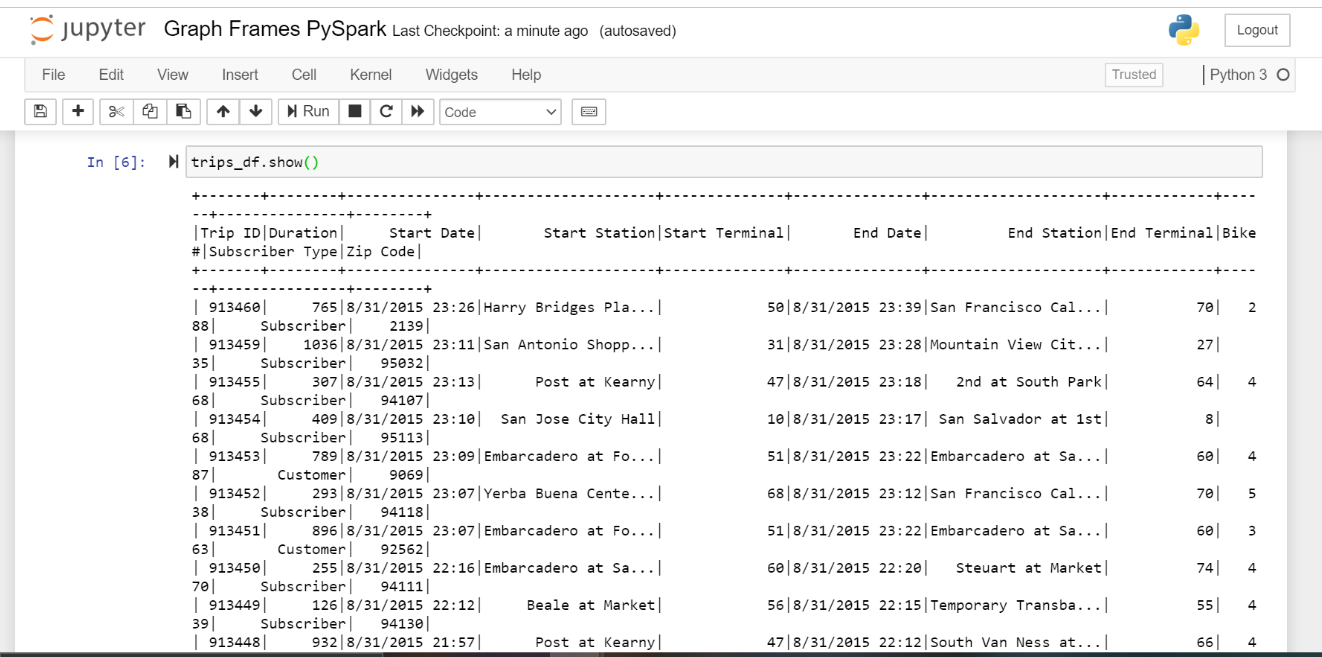 jupyter Graph Frames PySpark Last Checkpoint: a minute ago (autosaved) Logout
File Edit View Insert Cell Kernel Widgets Help Trusted Python 3
Run Code
In [6]: trips_df.show()
+-------+--------+---------------+--------------------+--------------+---------------+--------------------+------------+----
--+---------------+--------+
|Trip ID|Duration|     Start Date|       Start Station|Start Terminal|       End Date|         End Station|End Terminal|Bike
#|Subscriber Type|Zip Code|
+-------+--------+---------------+--------------------+--------------+---------------+--------------------+------------+----
--+---------------+--------+
| 913460|     765|8/31/2015 23:26|Harry Bridges Pla...|            50|8/31/2015 23:39|San Francisco Cal...|          70|   2
88|     Subscriber|    2139|
| 913459|    1036|8/31/2015 23:11|San Antonio Shopp...|            31|8/31/2015 23:28|Mountain View Cit...|          27|
35|     Subscriber|   95032|
| 913455|     307|8/31/2015 23:13|      Post at Kearny|            47|8/31/2015 23:18|   2nd at South Park|          64|   4
68|     Subscriber|   94107|
| 913454|     409|8/31/2015 23:10|  San Jose City Hall|            10|8/31/2015 23:17| San Salvador at 1st|           8|
68|     Subscriber|   95113|
| 913453|     789|8/31/2015 23:09|Embarcadero at Fo...|            51|8/31/2015 23:22|Embarcadero at Sa...|          60|   4
87|       Customer|    9069|
| 913452|     293|8/31/2015 23:07|Yerba Buena Cente...|            68|8/31/2015 23:12|San Francisco Cal...|          70|   5
38|     Subscriber|   94118|
| 913451|     896|8/31/2015 23:07|Embarcadero at Fo...|            51|8/31/2015 23:22|Embarcadero at Sa...|          60|   3
63|       Customer|   92562|
| 913450|     255|8/31/2015 22:16|Embarcadero at Sa...|            60|8/31/2015 22:20|   Steuart at Market|          74|   4
70|     Subscriber|   94111|
| 913449|     126|8/31/2015 22:12|     Beale at Market|            56|8/31/2015 22:15|Temporary Transba...|          55|   4
39|     Subscriber|   94130|
| 913448|     932|8/31/2015 21:57|      Post at Kearny|            47|8/31/2015 22:12|South Van Ness at...|          66|   4